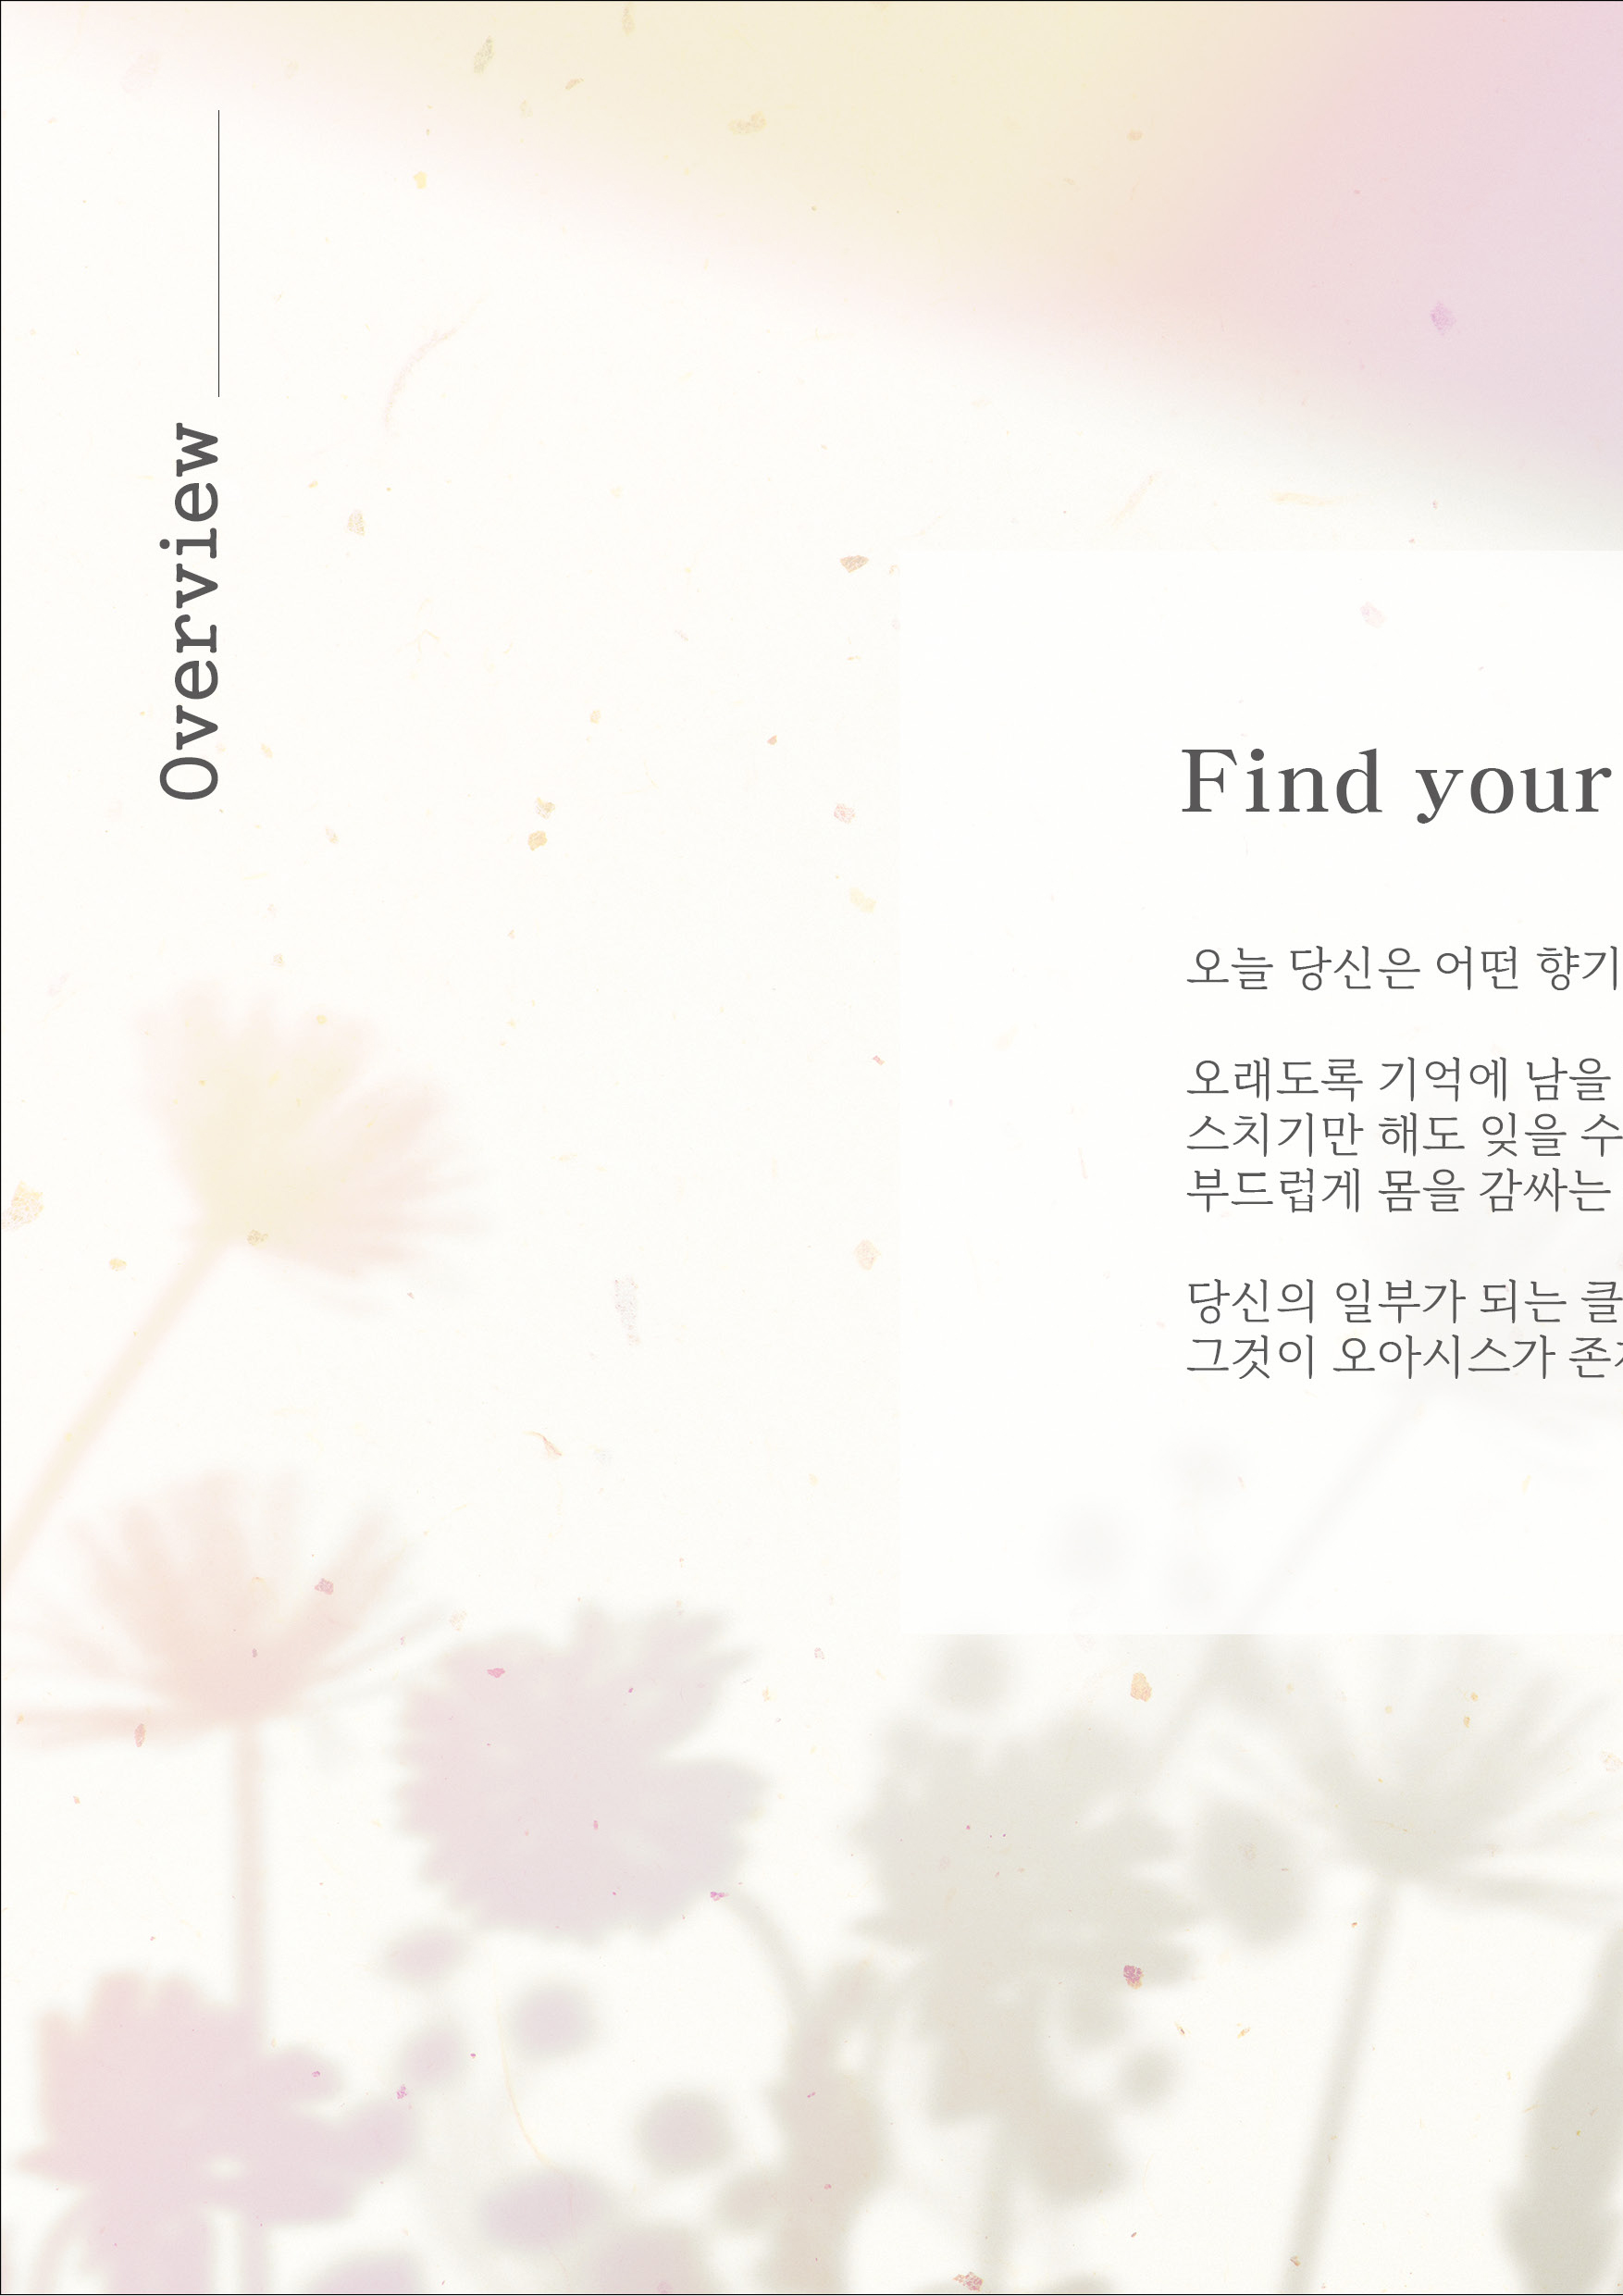 Overview
Find your
오늘 당신은 어떤 향기
오래도록 기억에 남을
스치기만 해도 잊을 수
부드럽게 몸을 감싸는
당신의 일부가 되는 클
그것이 오아시스가